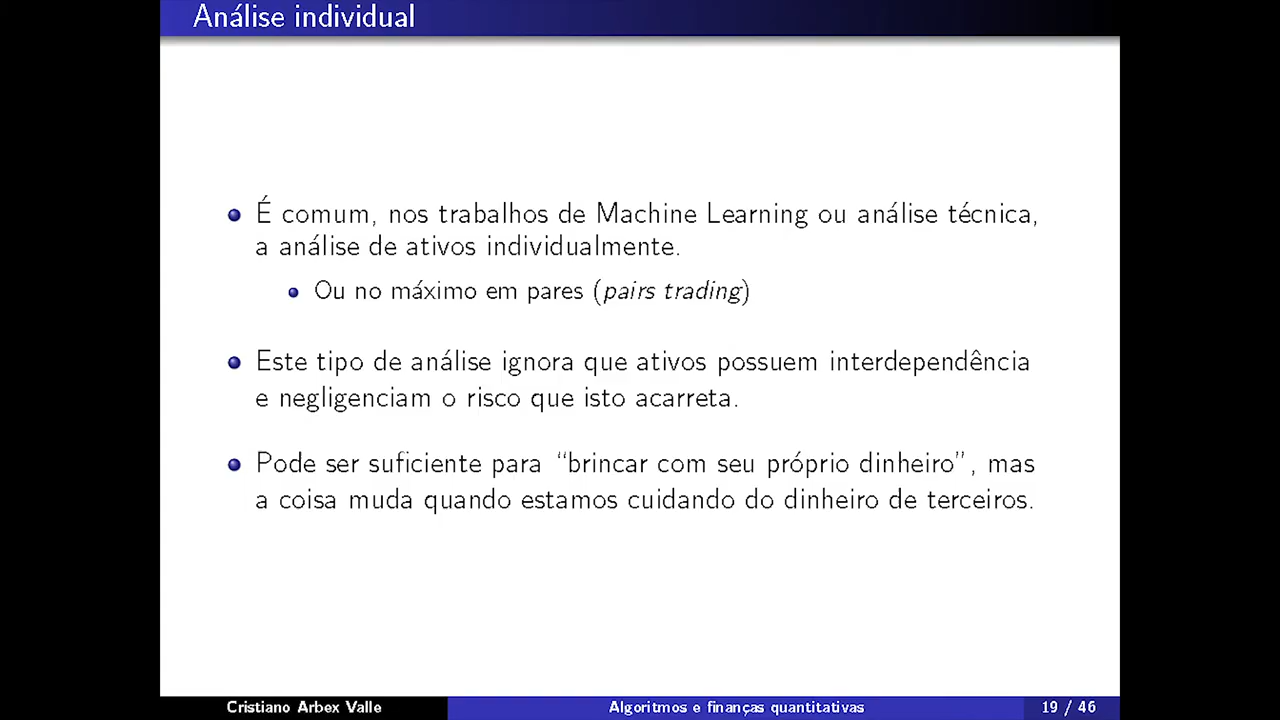 Análise individual
É comum, nos trabalhos de Machine Learning ou análise técnica,
a análise de ativos individualmente.
Ou no máximo em pares (pairs trading)
Este tipo de análise ignora que ativos possuem interdependência
e negligenciam o risco que isto acarreta.
Pode ser suficiente para “brincar com seu próprio dinheiro”, mas
a coisa muda quando estamos cuidando do dinheiro de terceiros.
Cristiano Arbex Valle
Algoritmos e finanças quantitativas
19 / 46